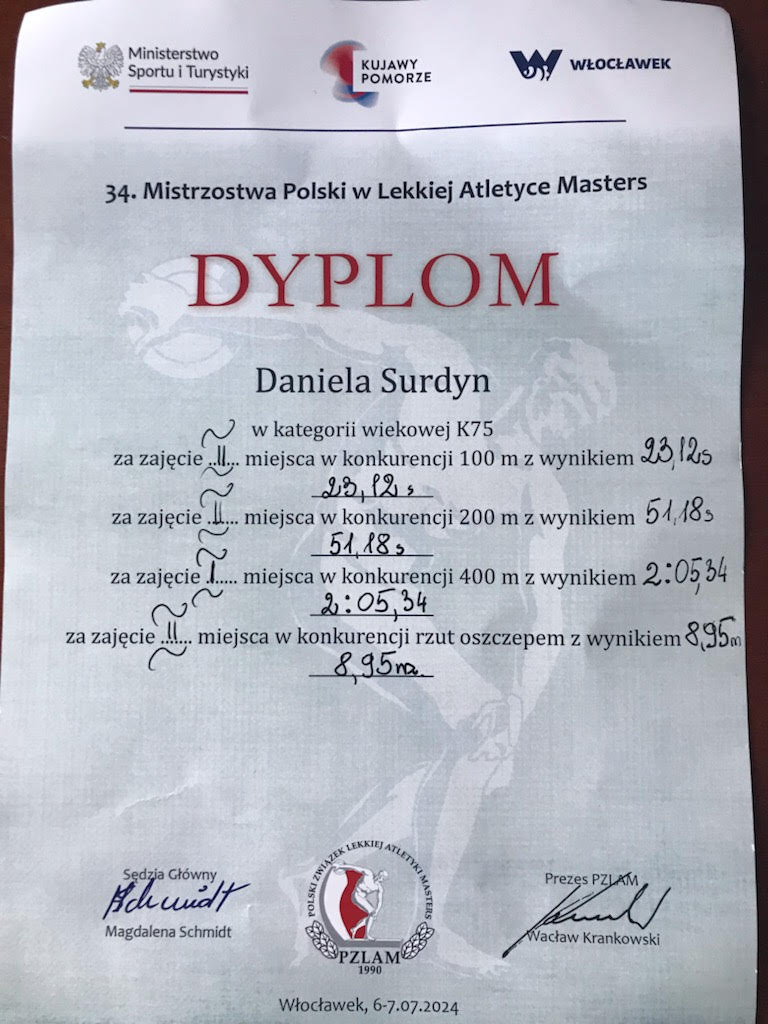 Ministerstwo
Sportu i Turystyki
KUJAWY
POMORZE
WŁOCŁAWEK
34. Mistrzostwa Polski w Lekkiej Atletyce Masters
DYPLOM
Daniela Surdyn
w kategorii wiekowej K75
za zajęcie ..II... miejsca w konkurencji 100 m z wynikiem 23,12s
23,12 s
za zajęcie ..II.... miejsca w konkurencji 200 m z wynikiem 51,18s
51,18s
za zajęcie .I..... miejsca w konkurencji 400 m z wynikiem 2:05,34
2:05,34
za zajęcie ..II.... miejsca w konkurencji rzut oszczepem z wynikiem 8,95m
8,95m.
Sędzia Główny
Schmidt
Magdalena Schmidt
POLSKI ZWIĄZEK LEKKIEJ ATLETYKI MASTERS
PZLAM
1990
Prezes PZLAM
Wacław Krankowski
Włocławek, 6-7.07.2024